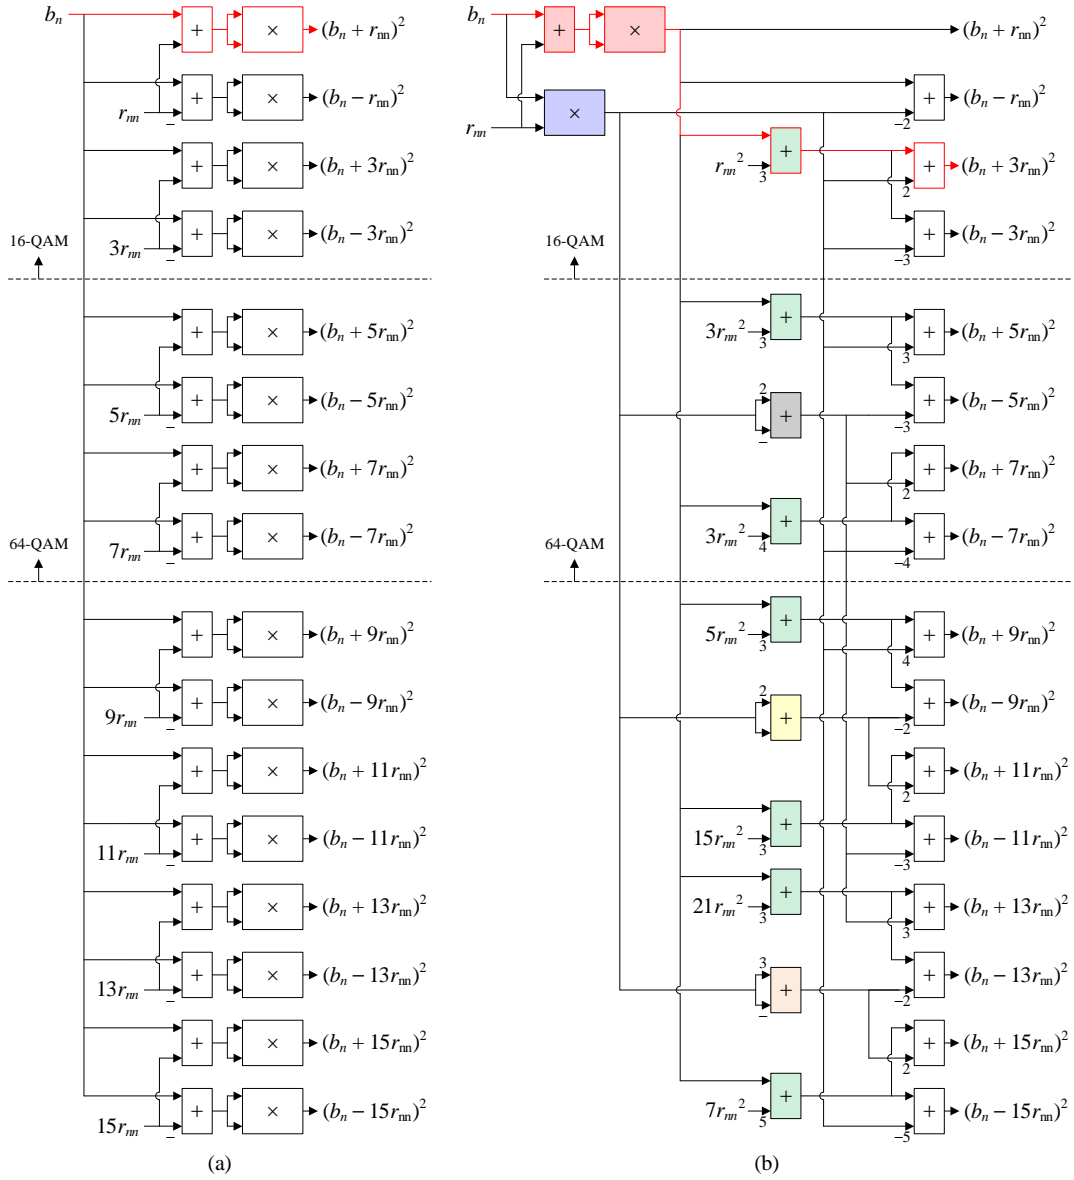 bₙ + × (bₙ + rₙₙ)²
+ × (bₙ − rₙₙ)²
rₙₙ −
+ × (bₙ + 3rₙₙ)²
+ × (bₙ − 3rₙₙ)²
3rₙₙ −
16-QAM
+ × (bₙ + 5rₙₙ)²
+ × (bₙ − 5rₙₙ)²
5rₙₙ −
+ × (bₙ + 7rₙₙ)²
+ × (bₙ − 7rₙₙ)²
7rₙₙ −
64-QAM
+ × (bₙ + 9rₙₙ)²
+ × (bₙ − 9rₙₙ)²
9rₙₙ −
+ × (bₙ + 11rₙₙ)²
+ × (bₙ − 11rₙₙ)²
11rₙₙ −
+ × (bₙ + 13rₙₙ)²
+ × (bₙ − 13rₙₙ)²
13rₙₙ −
+ × (bₙ + 15rₙₙ)²
+ × (bₙ − 15rₙₙ)²
15rₙₙ −
(a)
bₙ + × (bₙ + rₙₙ)²
× + (bₙ − rₙₙ)²
rₙₙ −2
+ + (bₙ + 3rₙₙ)²
rₙₙ² 3 2
+ (bₙ − 3rₙₙ)²
−3
16-QAM
+ + (bₙ + 5rₙₙ)²
3rₙₙ² 3 3
2 + − + (bₙ − 5rₙₙ)²
−3
+ (bₙ + 7rₙₙ)²
2
+ + (bₙ − 7rₙₙ)²
3rₙₙ² 4 −4
64-QAM
+ + (bₙ + 9rₙₙ)²
5rₙₙ² 3 4
2 + + (bₙ − 9rₙₙ)²
−2
+ (bₙ + 11rₙₙ)²
2
+ + (bₙ − 11rₙₙ)²
15rₙₙ² 3 −3
+ + (bₙ + 13rₙₙ)²
21rₙₙ² 3 3
3 + − + (bₙ − 13rₙₙ)²
−2
+ (bₙ + 15rₙₙ)²
2
+ + (bₙ − 15rₙₙ)²
7rₙₙ² 5 −5
(b)